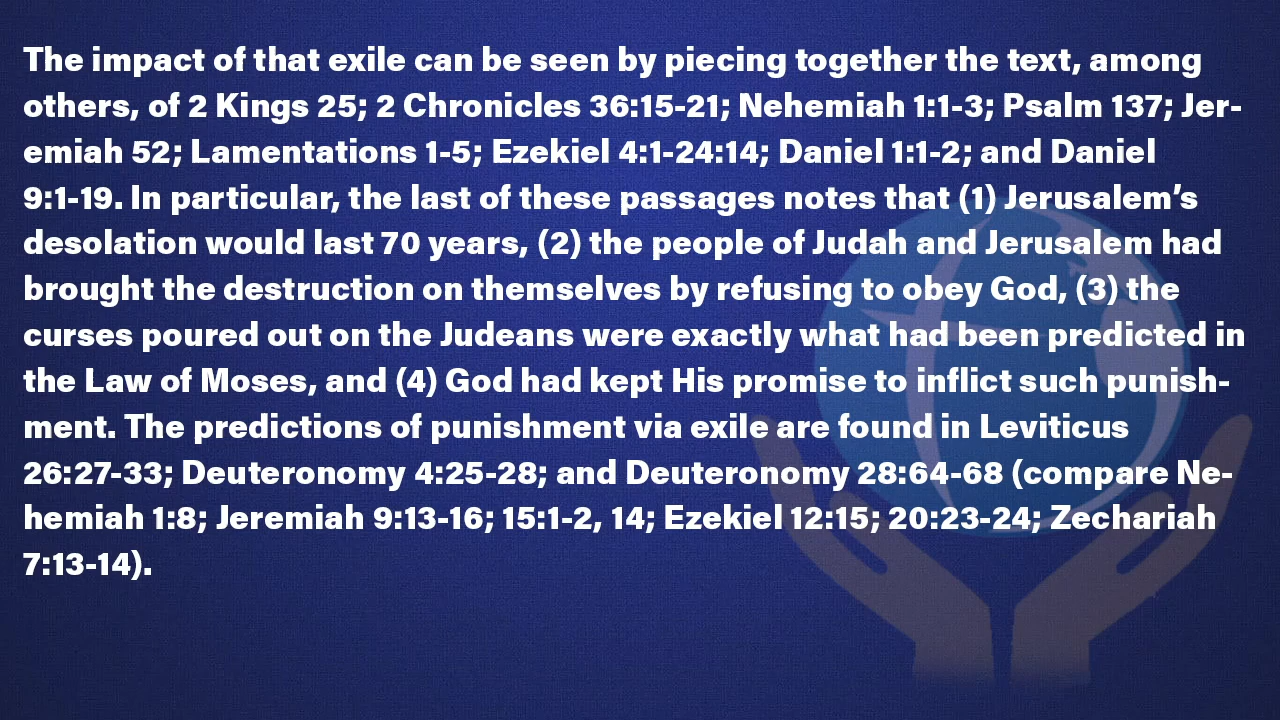 The impact of that exile can be seen by piecing together the text, among
others, of 2 Kings 25; 2 Chronicles 36:15-21; Nehemiah 1:1-3; Psalm 137; Jer-
emiah 52; Lamentations 1-5; Ezekiel 4:1-24:14; Daniel 1:1-2; and Daniel
9:1-19. In particular, the last of these passages notes that (1) Jerusalem’s
desolation would last 70 years, (2) the people of Judah and Jerusalem had
brought the destruction on themselves by refusing to obey God, (3) the
curses poured out on the Judeans were exactly what had been predicted in
the Law of Moses, and (4) God had kept His promise to inflict such punish-
ment. The predictions of punishment via exile are found in Leviticus
26:27-33; Deuteronomy 4:25-28; and Deuteronomy 28:64-68 (compare Ne-
hemiah 1:8; Jeremiah 9:13-16; 15:1-2, 14; Ezekiel 12:15; 20:23-24; Zechariah
7:13-14).